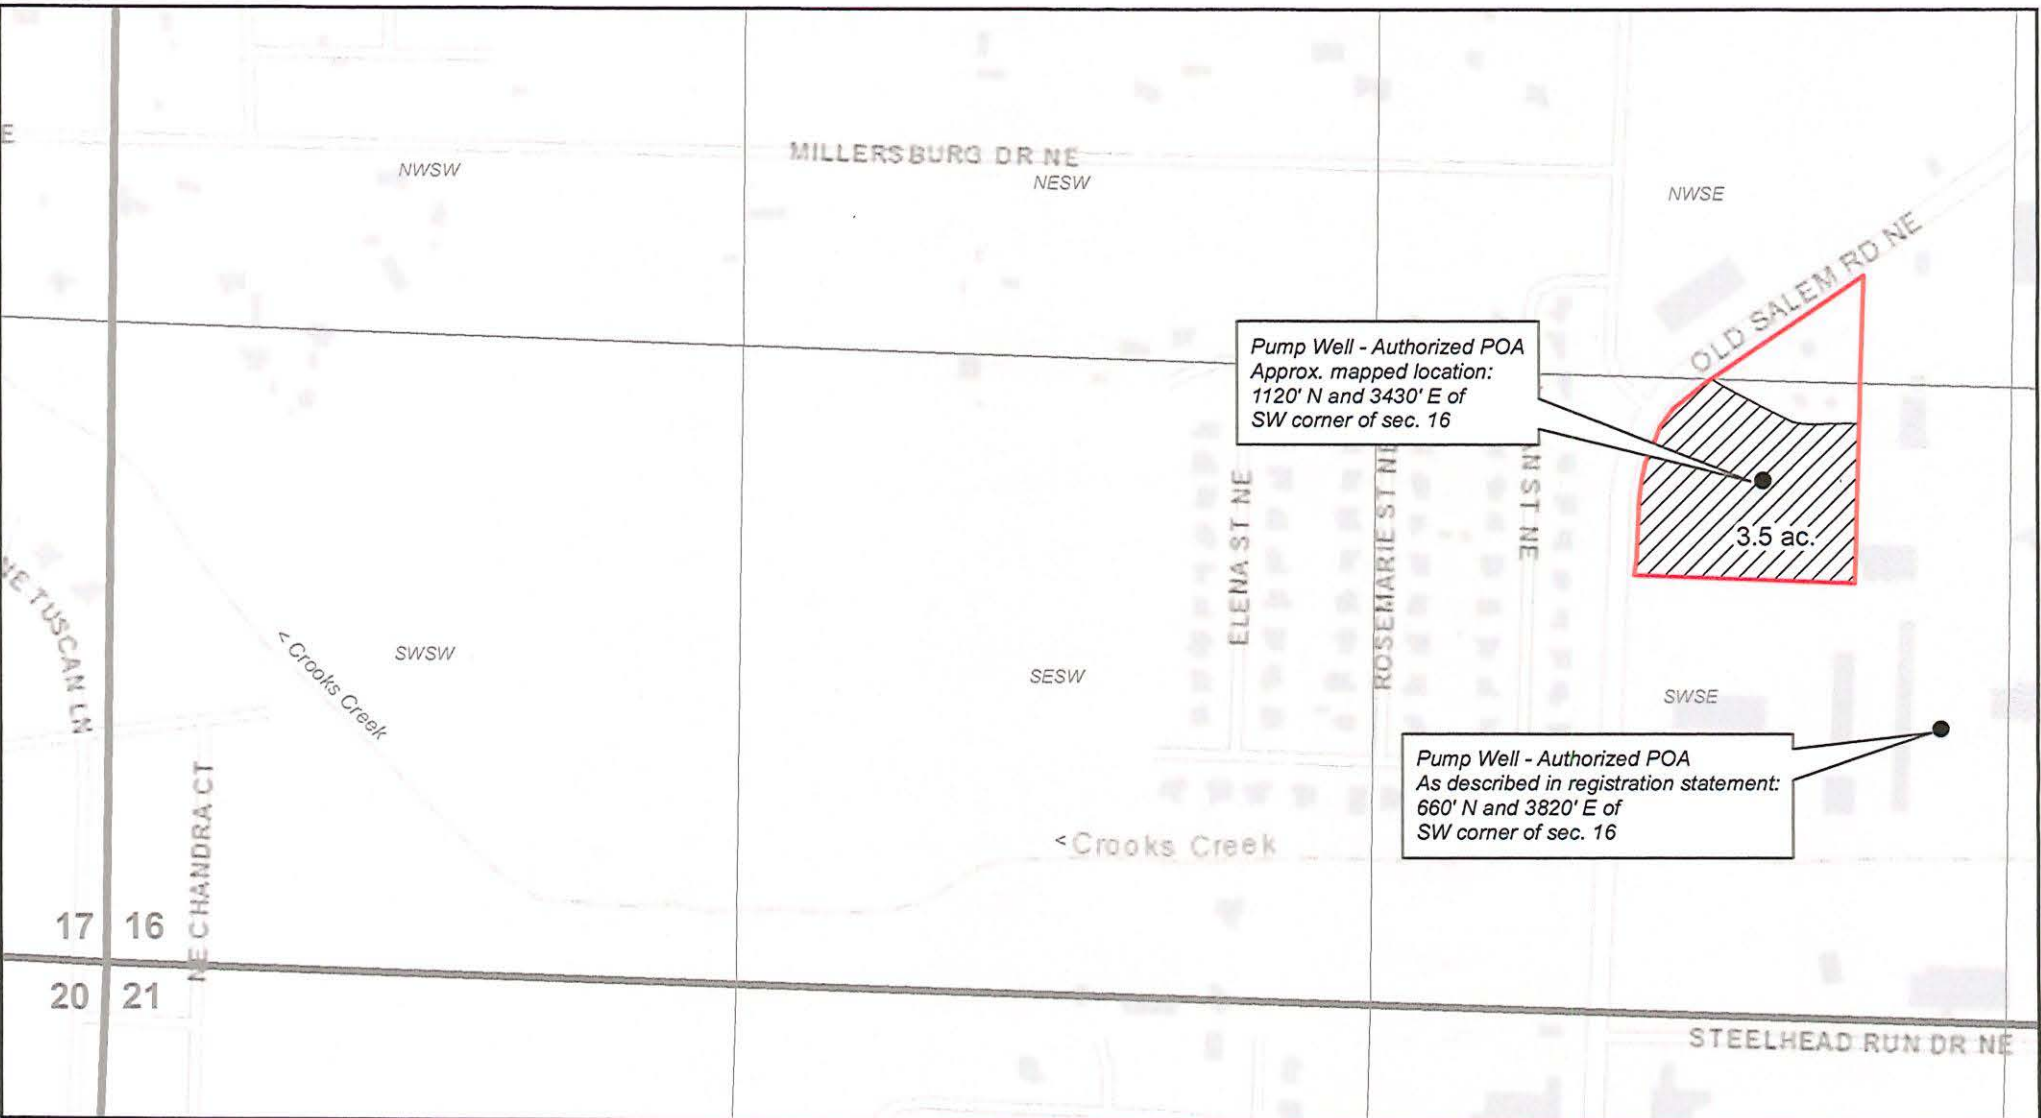 E
MILLERSBURG DR NE
NWSW
NESW
NWSE
OLD SALEM RD NE
Pump Well - Authorized POA
Approx. mapped location:
1120' N and 3430' E of
SW corner of sec. 16
3.5 ac.
ELENA ST NE
ROSEMARIE ST NE
N ST NE
NE TUSCAN LN
< Crooks Creek
SWSW
SESW
SWSE
Pump Well - Authorized POA
As described in registration statement:
660' N and 3820' E of
SW corner of sec. 16
< Crooks Creek
NE CHANDRA CT
17 16
20 21
STEELHEAD RUN DR NE